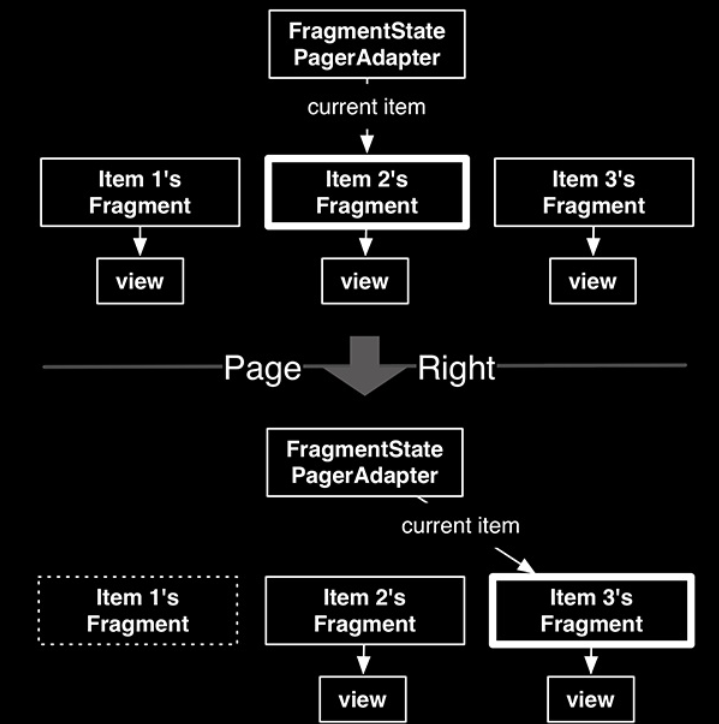 FragmentState
PagerAdapter
current item
Item 1's
Fragment
Item 2's
Fragment
Item 3's
Fragment
view
view
view
Page Right
FragmentState
PagerAdapter
current item
Item 1's
Fragment
Item 2's
Fragment
Item 3's
Fragment
view
view